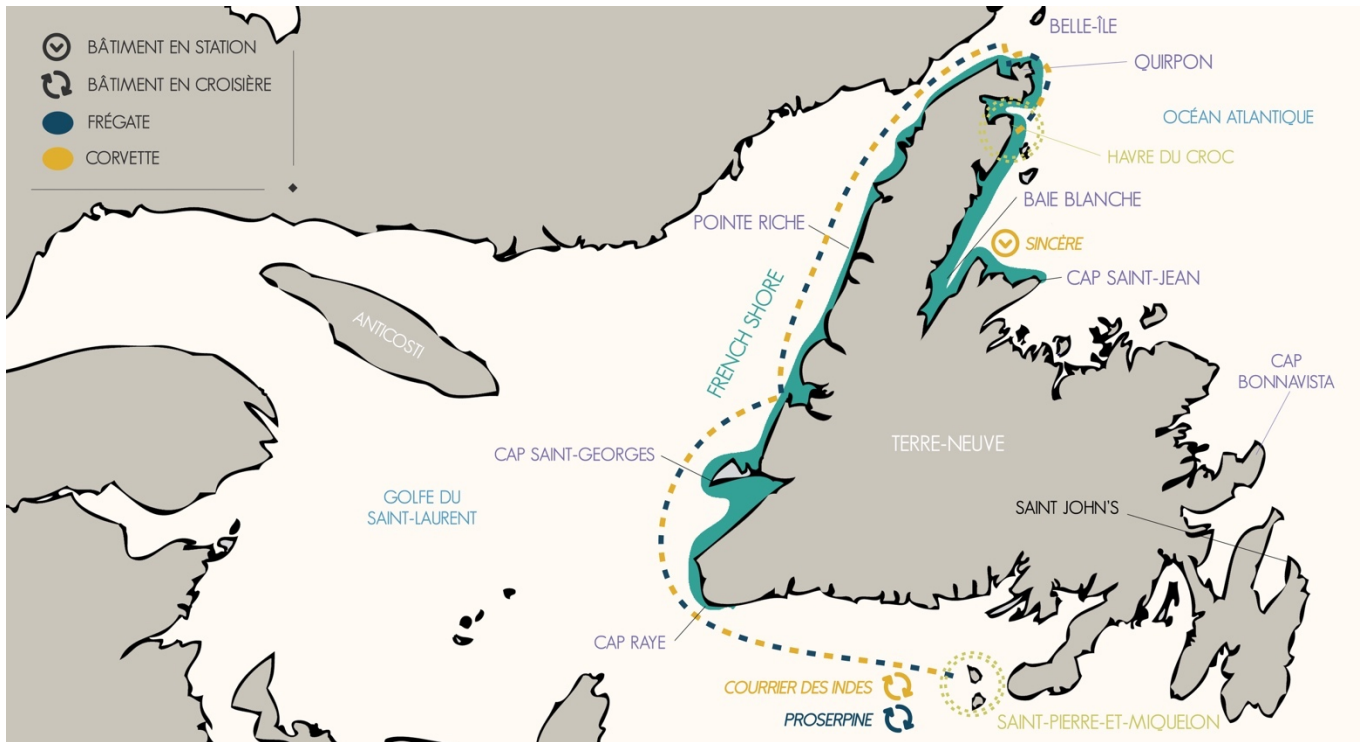 BÂTIMENT EN STATION
BÂTIMENT EN CROISIÈRE
FRÉGATE
CORVETTE
BELLE-ÎLE
QUIRPON
OCÉAN ATLANTIQUE
HAVRE DU CROC
BAIE BLANCHE
POINTE RICHE
SINCÈRE
CAP SAINT-JEAN
ANTICOSTI
FRENCH SHORE
CAP
BONNAVISTA
CAP SAINT-GEORGES
TERRE-NEUVE
GOLFE DU
SAINT-LAURENT
SAINT JOHN'S
CAP RAYE
COURRIER DES INDES
PROSERPINE
SAINT-PIERRE-ET-MIQUELON